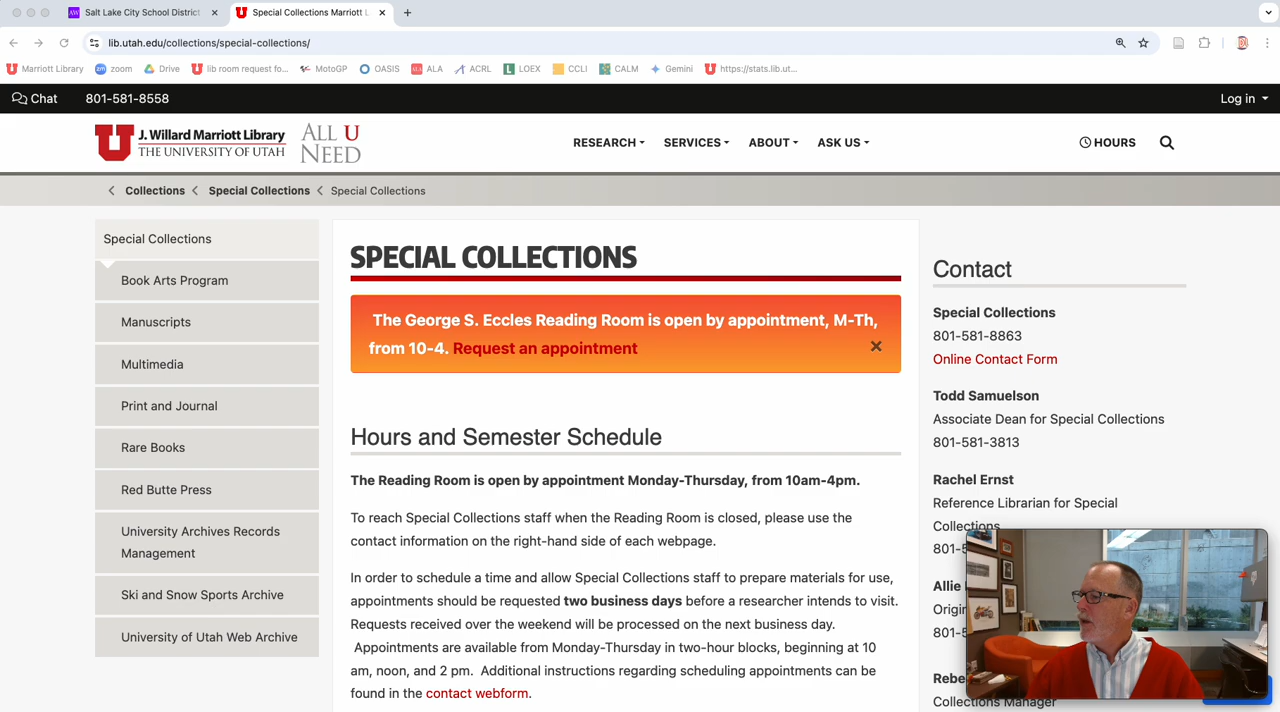 Salt Lake City School District
Special Collections Marriott L
lib.utah.edu/collections/special-collections/
Marriott Library
zoom
Drive
lib room request fo...
MotoGP
OASIS
ALA
ACRL
LOEX
CCLI
CALM
Gemini
https://stats.lib.ut...
Chat
801-581-8558
Log in
J. Willard Marriott Library
THE UNIVERSITY OF UTAH
ALL U
NEED
RESEARCH
SERVICES
ABOUT
ASK US
HOURS
Collections
Special Collections
Special Collections
Special Collections
Book Arts Program
Manuscripts
Multimedia
Print and Journal
Rare Books
Red Butte Press
University Archives Records
Management
Ski and Snow Sports Archive
University of Utah Web Archive
SPECIAL COLLECTIONS
The George S. Eccles Reading Room is open by appointment, M-Th,
from 10-4. Request an appointment
Hours and Semester Schedule
The Reading Room is open by appointment Monday-Thursday, from 10am-4pm.
To reach Special Collections staff when the Reading Room is closed, please use the
contact information on the right-hand side of each webpage.
In order to schedule a time and allow Special Collections staff to prepare materials for use,
appointments should be requested two business days before a researcher intends to visit.
Requests received over the weekend will be processed on the next business day.
Appointments are available from Monday-Thursday in two-hour blocks, beginning at 10
am, noon, and 2 pm. Additional instructions regarding scheduling appointments can be
found in the contact webform.
Contact
Special Collections
801-581-8863
Online Contact Form
Todd Samuelson
Associate Dean for Special Collections
801-581-3813
Rachel Ernst
Reference Librarian for Special
Collections
801-5
Allie
Origin
801-5
Rebe
Collections Manager